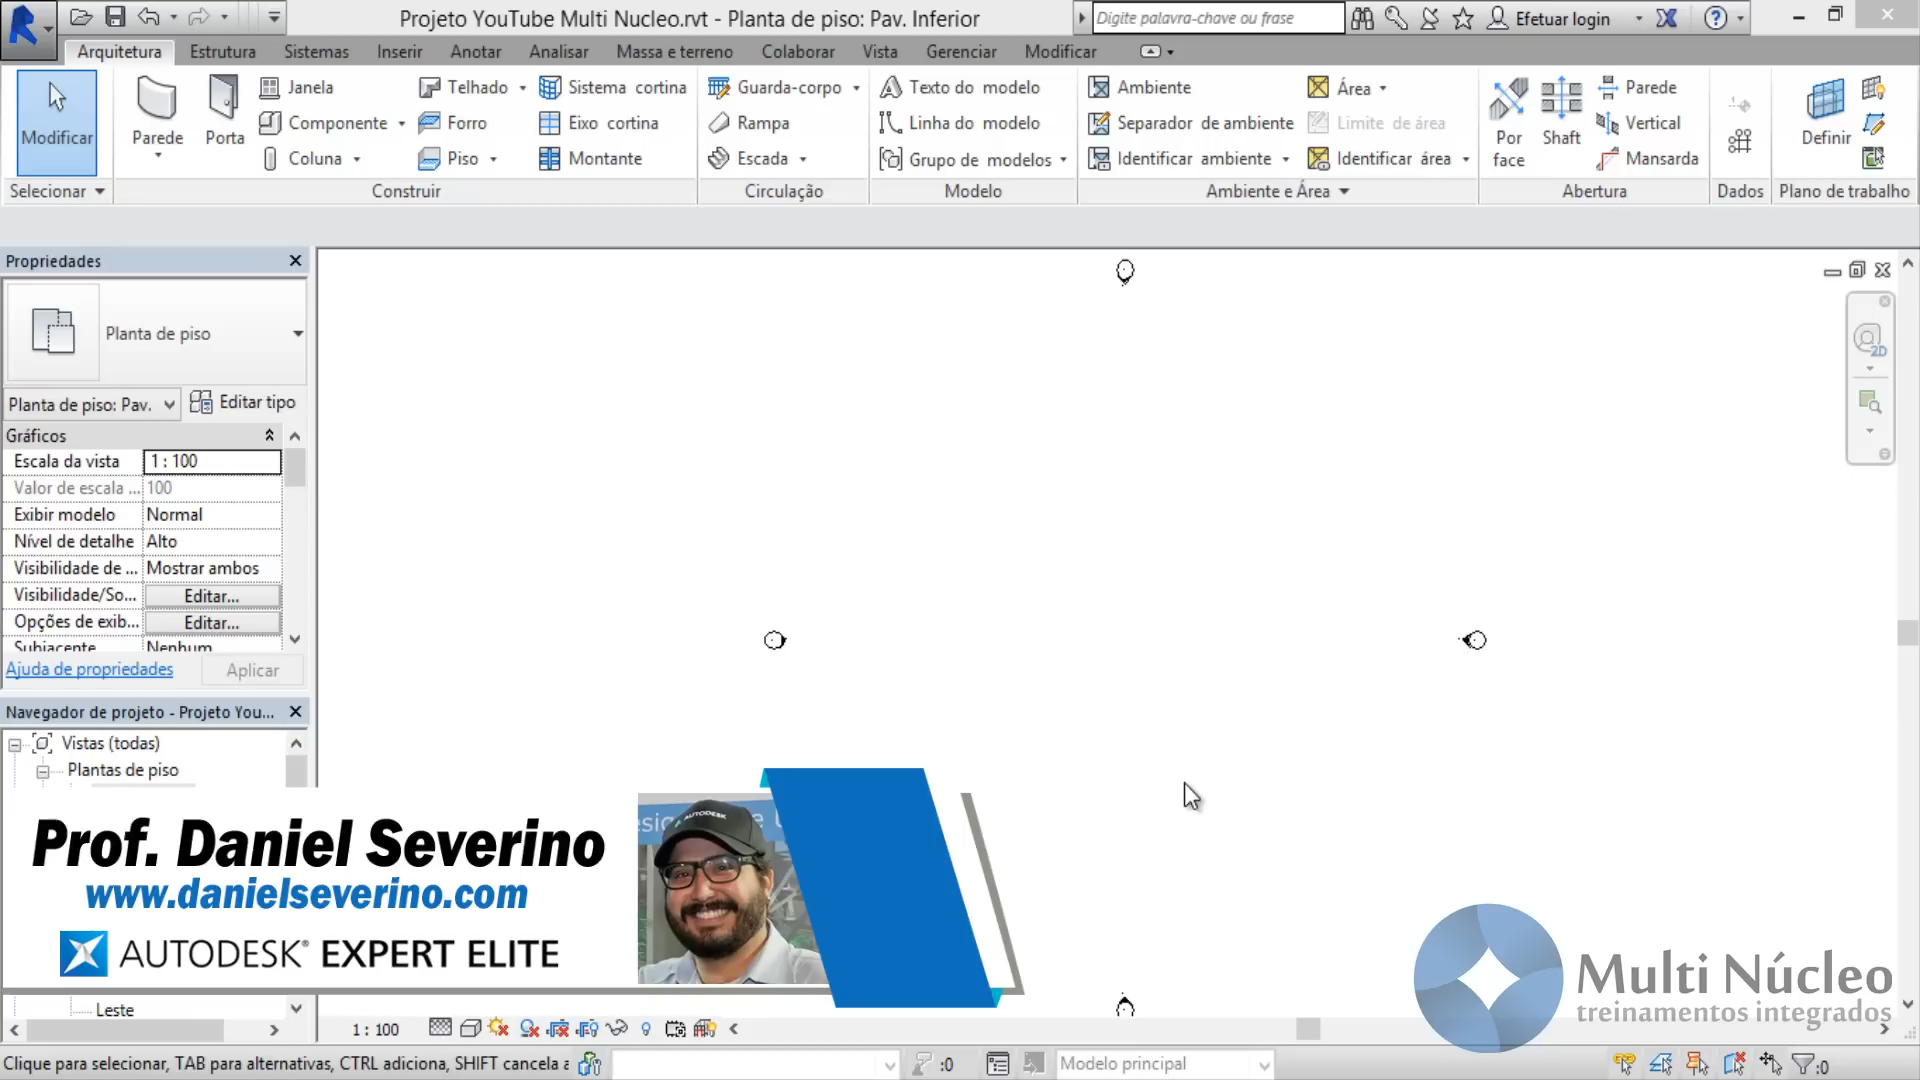 Projeto YouTube Multi Nucleo.rvt - Planta de piso: Pav. Inferior
Digite palavra-chave ou frase
Efetuar login
Arquitetura Estrutura Sistemas Inserir Anotar Analisar Massa e terreno Colaborar Vista Gerenciar Modificar
Modificar
Parede
Porta
Janela
Componente
Coluna
Telhado
Forro
Piso
Sistema cortina
Eixo cortina
Montante
Guarda-corpo
Rampa
Escada
Texto do modelo
Linha do modelo
Grupo de modelos
Ambiente
Separador de ambiente
Identificar ambiente
Área
Limite de área
Identificar área
Por
face
Shaft
Parede
Vertical
Mansarda
Definir
Selecionar
Construir
Circulação
Modelo
Ambiente e Área
Abertura
Dados
Plano de trabalho
Propriedades
Planta de piso
Planta de piso: Pav.
Editar tipo
Gráficos
Escala da vista 1 : 100
Valor de escala ... 100
Exibir modelo Normal
Nível de detalhe Alto
Visibilidade de ... Mostrar ambos
Visibilidade/So... Editar...
Opções de exib... Editar...
Subjacente Nenhum
Ajuda de propriedades
Aplicar
2D
Navegador de projeto - Projeto You...
Vistas (todas)
Plantas de piso
Prof. Daniel Severino
www.danielseverino.com
AUTODESK® EXPERT ELITE
AUTODESK
Leste
Multi Núcleo
treinamentos integrados
1 : 100
Clique para selecionar, TAB para alternativas, CTRL adiciona, SHIFT cancela a
:0
Modelo principal
:0